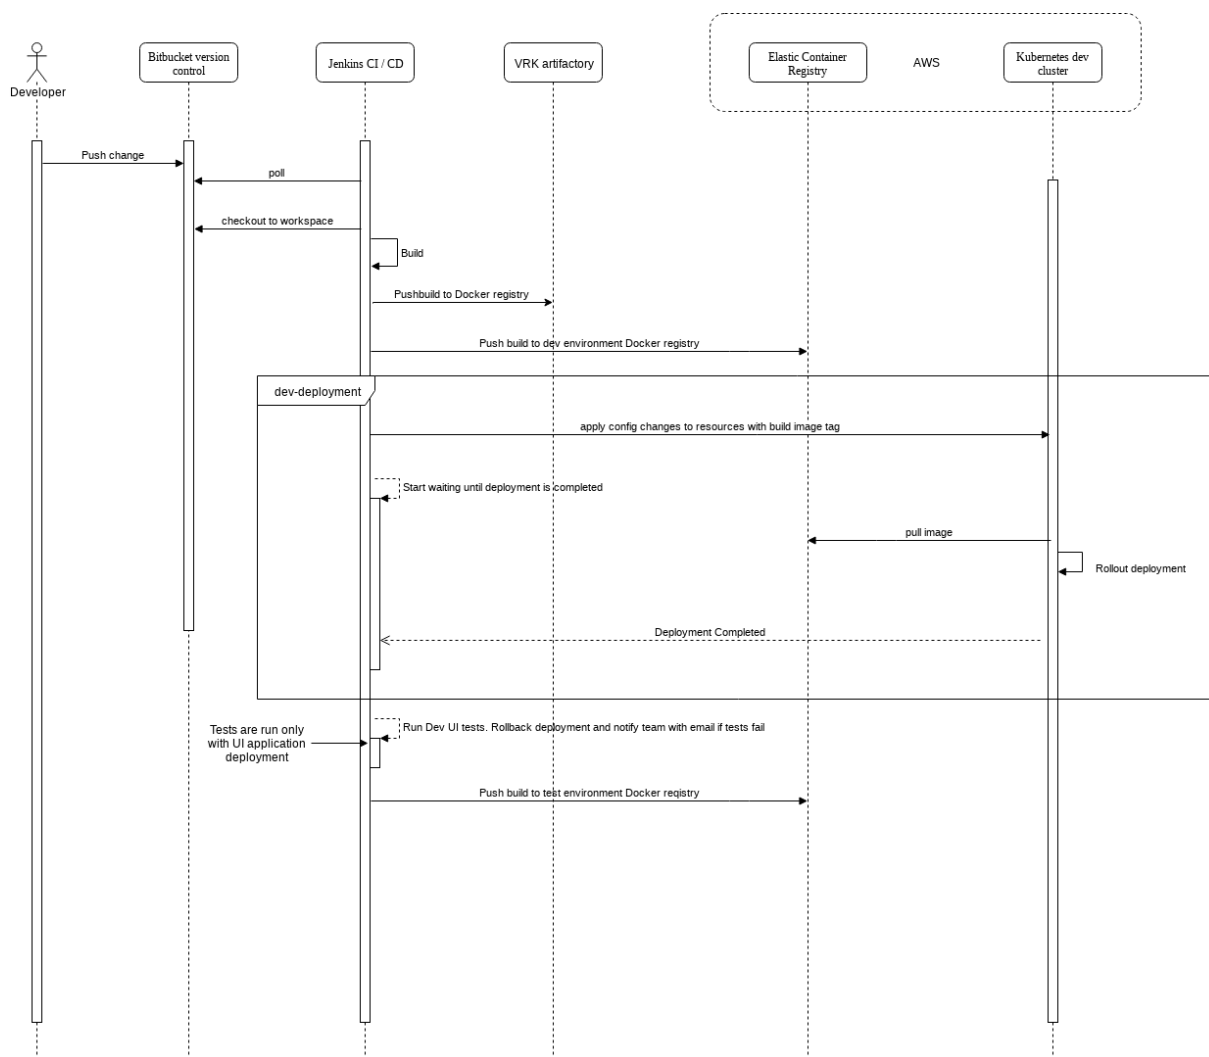 Developer
Bitbucket version
control
Jenkins CI / CD
VRK artifactory
Elastic Container
Registry
AWS
Kubernetes dev
cluster
Push change
poll
checkout to workspace
Build
Pushbuild to Docker registry
Push build to dev environment Docker registry
dev-deployment
apply config changes to resources with build image tag
Start waiting until deployment is completed
pull image
Rollout deployment
Deployment Completed
Tests are run only
with UI application
deployment
Run Dev UI tests. Rollback deployment and notify team with email if tests fail
Push build to test environment Docker registry